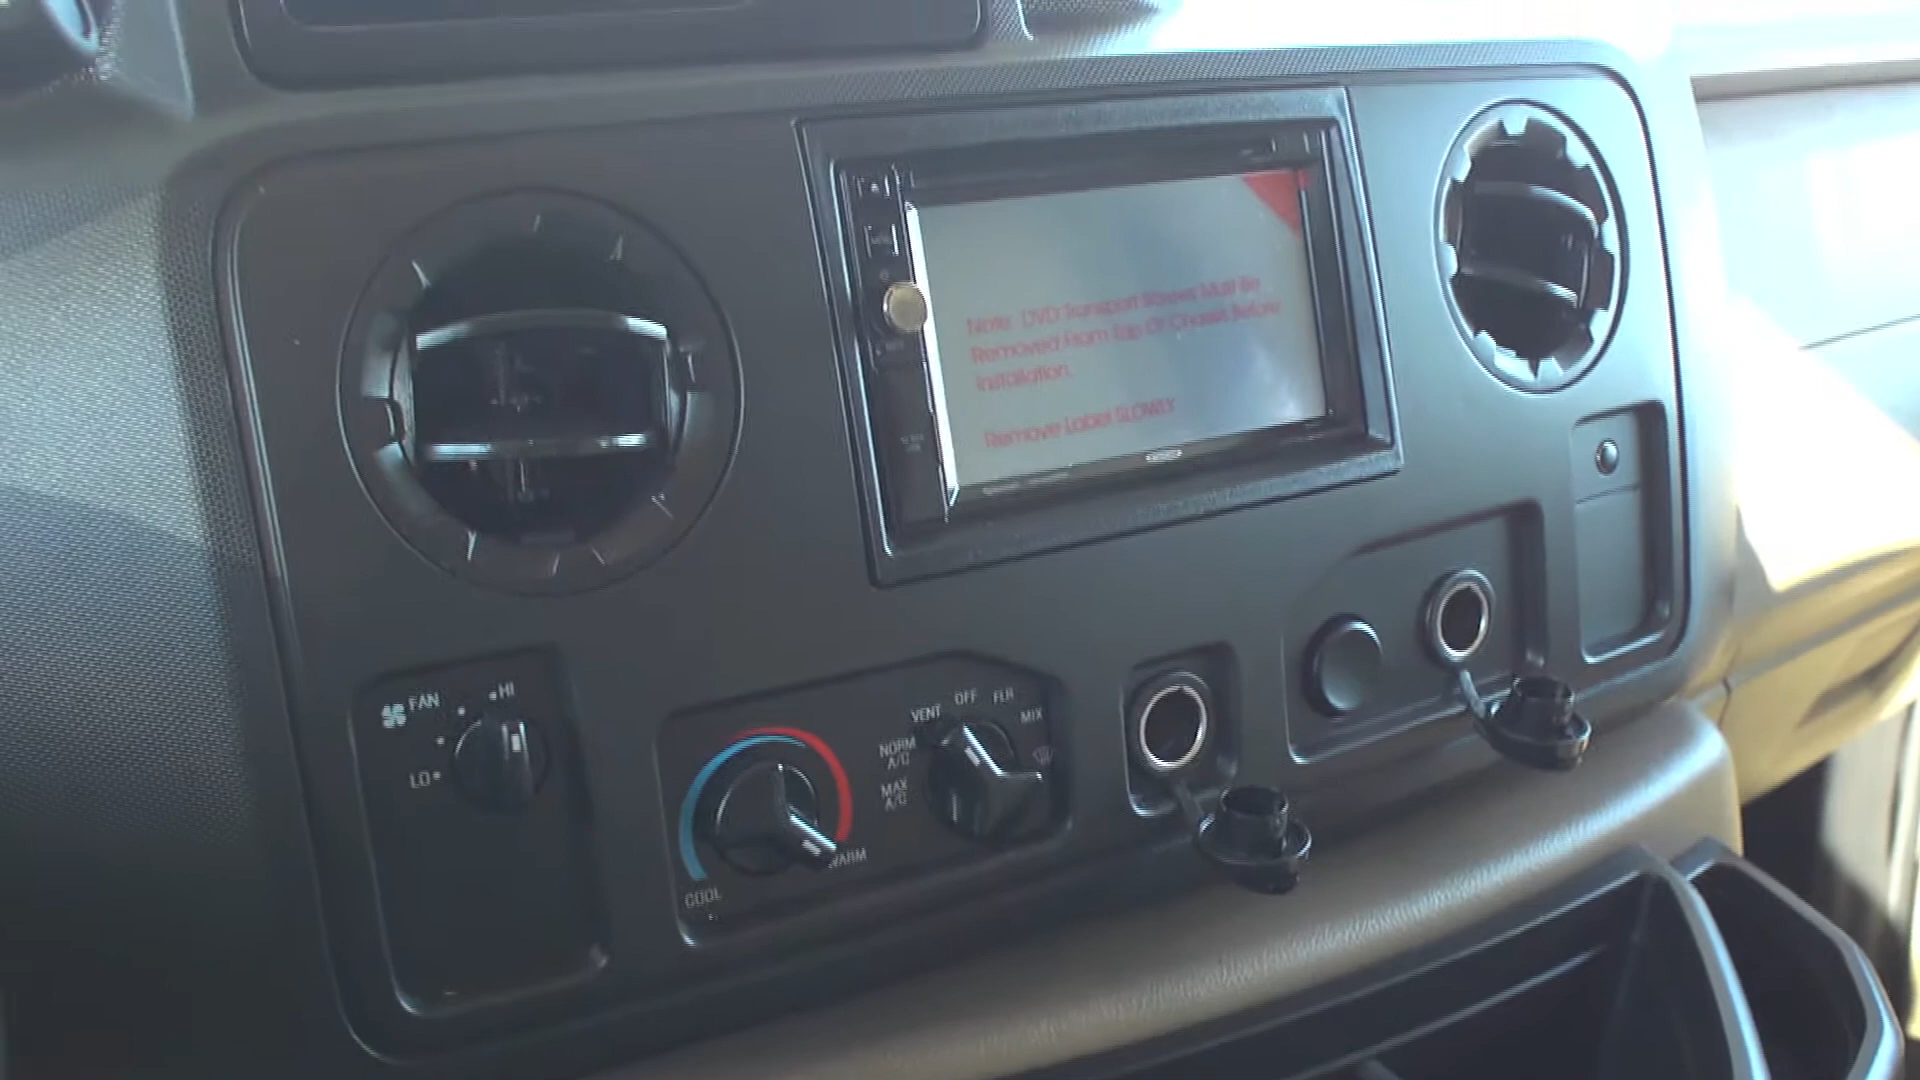 Note: DVD Transport Screws Must Be
Removed From Top Of Chassis Before
Installation.
Remove Label SLOWLY
FAN
HI
LO
COOL
WARM
MAX
A/C
NORM
A/C
VENT
OFF
FLR
MIX